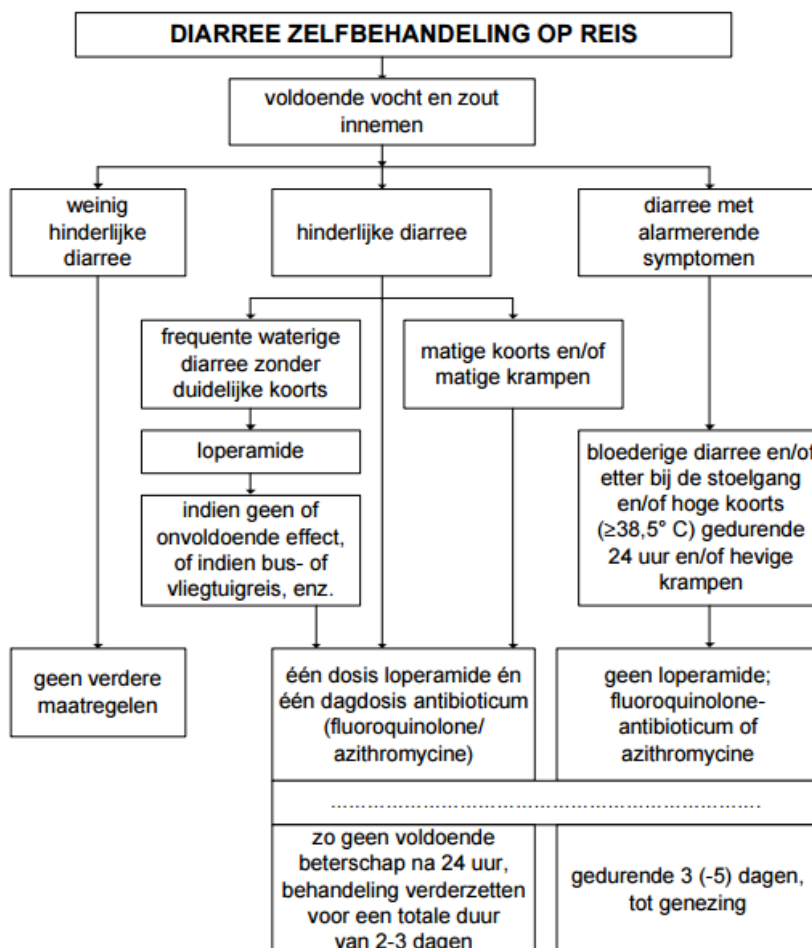 DIARREE ZELFBEHANDELING OP REIS
voldoende vocht en zout
innemen
weinig
hinderlijke
diarree
hinderlijke diarree
diarree met
alarmerende
symptomen
frequente waterige
diarree zonder
duidelijke koorts
matige koorts en/of
matige krampen
loperamide
indien geen of
onvoldoende effect,
of indien bus- of
vliegtuigreis, enz.
bloederige diarree en/of
etter bij de stoelgang
en/of hoge koorts
(≥38,5° C) gedurende
24 uur en/of hevige
krampen
geen verdere
maatregelen
één dosis loperamide én
één dagdosis antibioticum
(fluoroquinolone/
azithromycine)
geen loperamide;
fluoroquinolone-
antibioticum of
azithromycine
zo geen voldoende
beterschap na 24 uur,
behandeling verderzetten
voor een totale duur
van 2-3 dagen
gedurende 3 (-5) dagen,
tot genezing